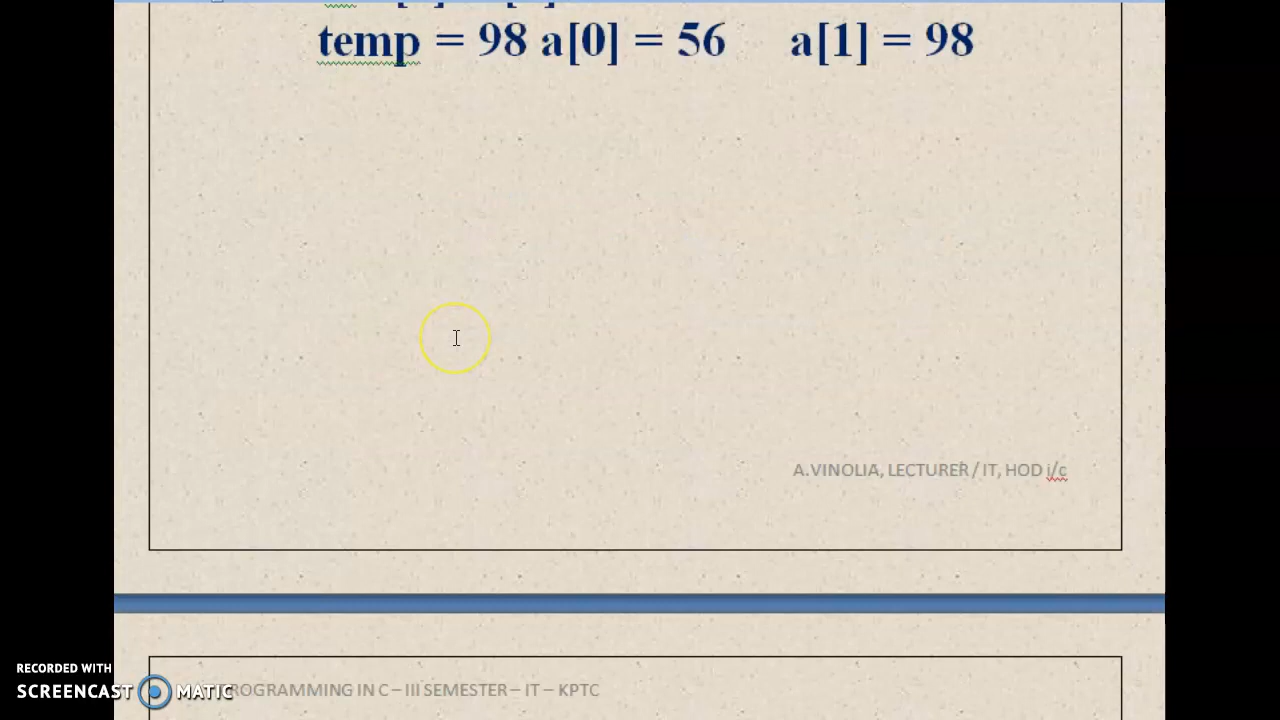 temp = 98 a[0] = 56 a[1] = 98
A.VINOLIA, LECTURER / IT, HOD i/c
RECORDED WITH
SCREENCAST MATIC
ROGRAMMING IN C – III SEMESTER – IT – KPTC